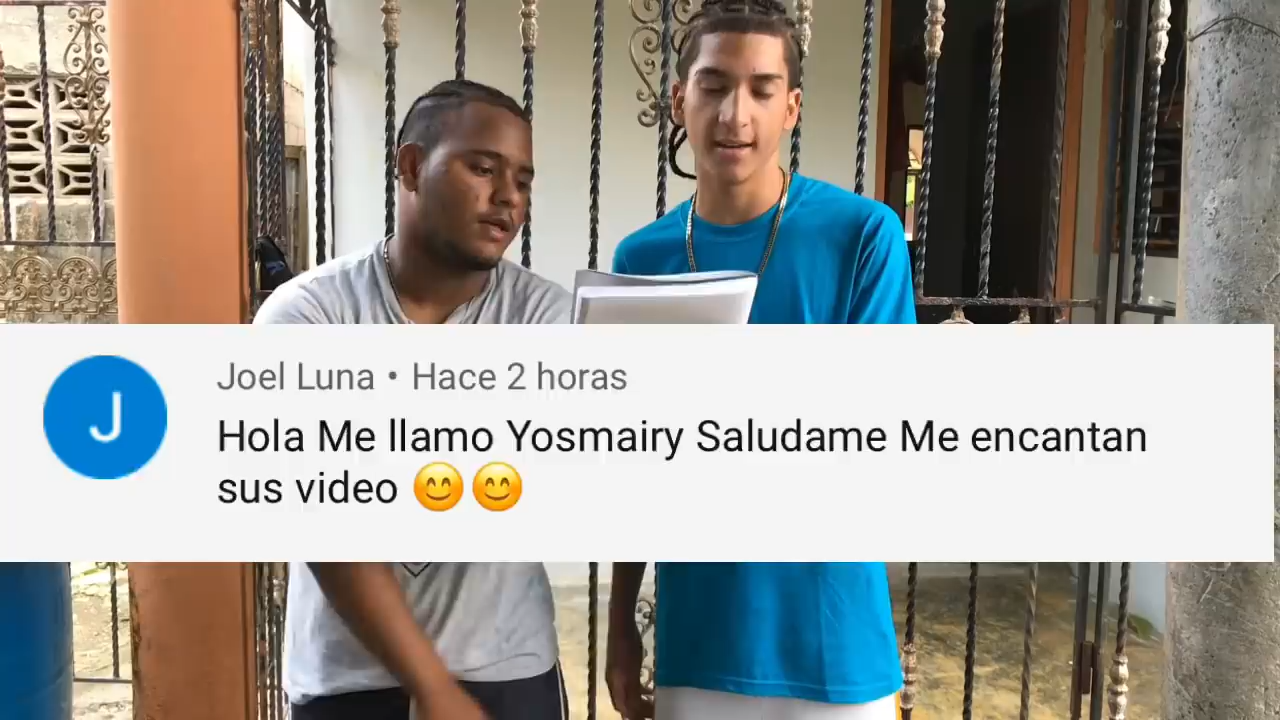 Joel Luna • Hace 2 horas
J
Hola Me llamo Yosmairy Saludame Me encantan
sus video 😊😊